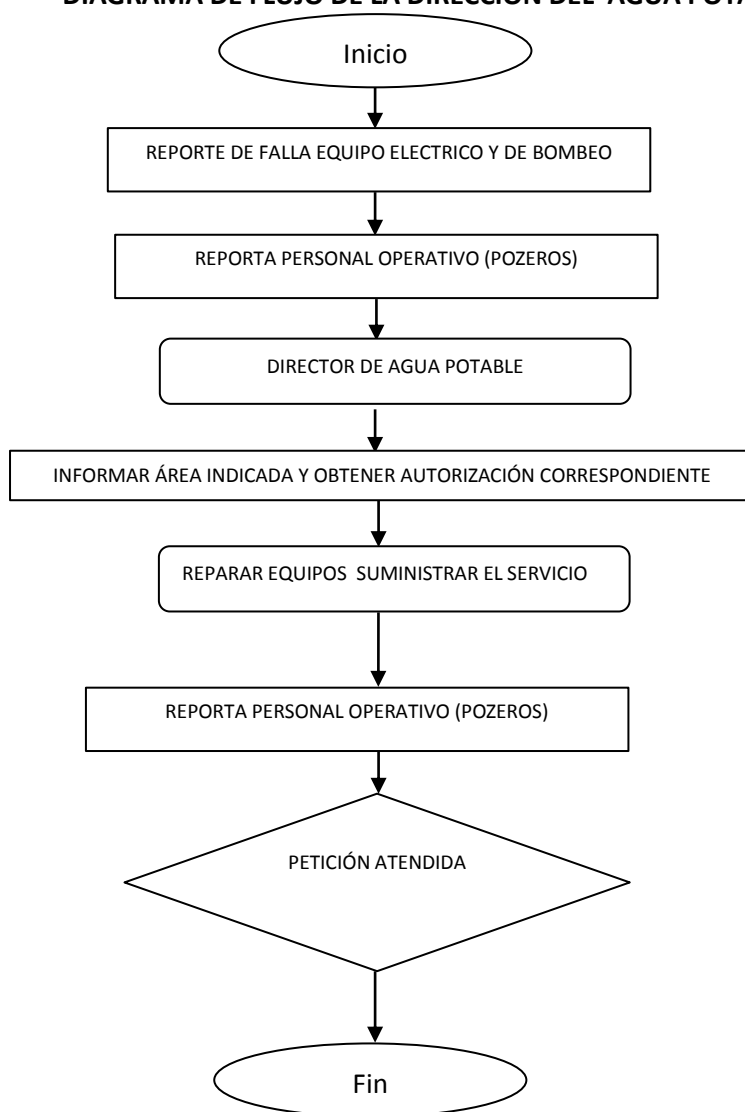 DIAGRAMA DE FLUJO DE LA DIRECCIÓN DEL AGUA POTA
Inicio
REPORTE DE FALLA EQUIPO ELECTRICO Y DE BOMBEO
REPORTA PERSONAL OPERATIVO (POZEROS)
DIRECTOR DE AGUA POTABLE
INFORMAR ÁREA INDICADA Y OBTENER AUTORIZACIÓN CORRESPONDIENTE
REPARAR EQUIPOS SUMINISTRAR EL SERVICIO
REPORTA PERSONAL OPERATIVO (POZEROS)
PETICIÓN ATENDIDA
Fin